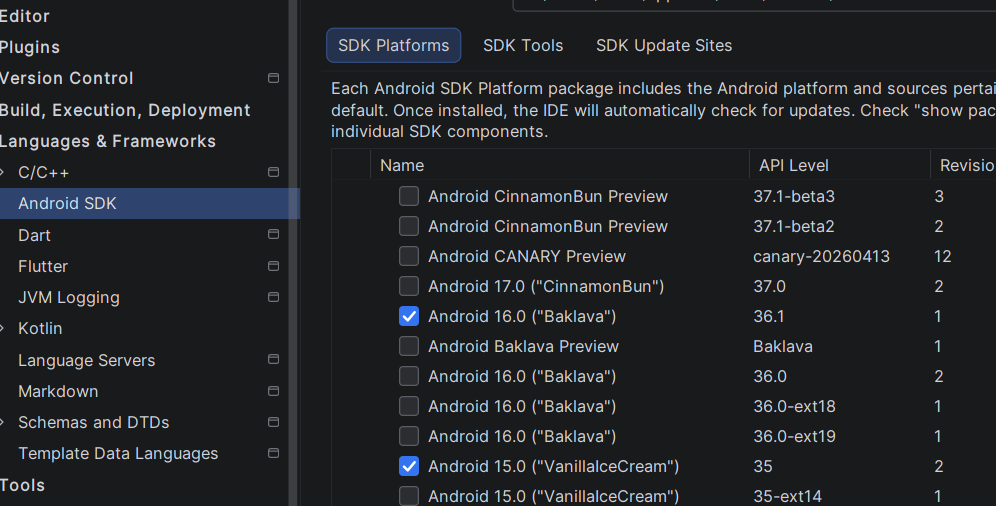 Editor
Plugins
Version Control
Build, Execution, Deployment
Languages & Frameworks
C/C++
Android SDK
Dart
Flutter
JVM Logging
Kotlin
Language Servers
Markdown
Schemas and DTDs
Template Data Languages
Tools
SDK Platforms SDK Tools SDK Update Sites
Each Android SDK Platform package includes the Android platform and sources pertai
default. Once installed, the IDE will automatically check for updates. Check "show pac
individual SDK components.
Name API Level Revisio
Android CinnamonBun Preview 37.1-beta3 3
Android CinnamonBun Preview 37.1-beta2 2
Android CANARY Preview canary-20260413 12
Android 17.0 ("CinnamonBun") 37.0 2
Android 16.0 ("Baklava") 36.1 1
Android Baklava Preview Baklava 1
Android 16.0 ("Baklava") 36.0 2
Android 16.0 ("Baklava") 36.0-ext18 1
Android 16.0 ("Baklava") 36.0-ext19 1
Android 15.0 ("VanillaIceCream") 35 2
Android 15.0 ("VanillaIceCream") 35-ext14 1